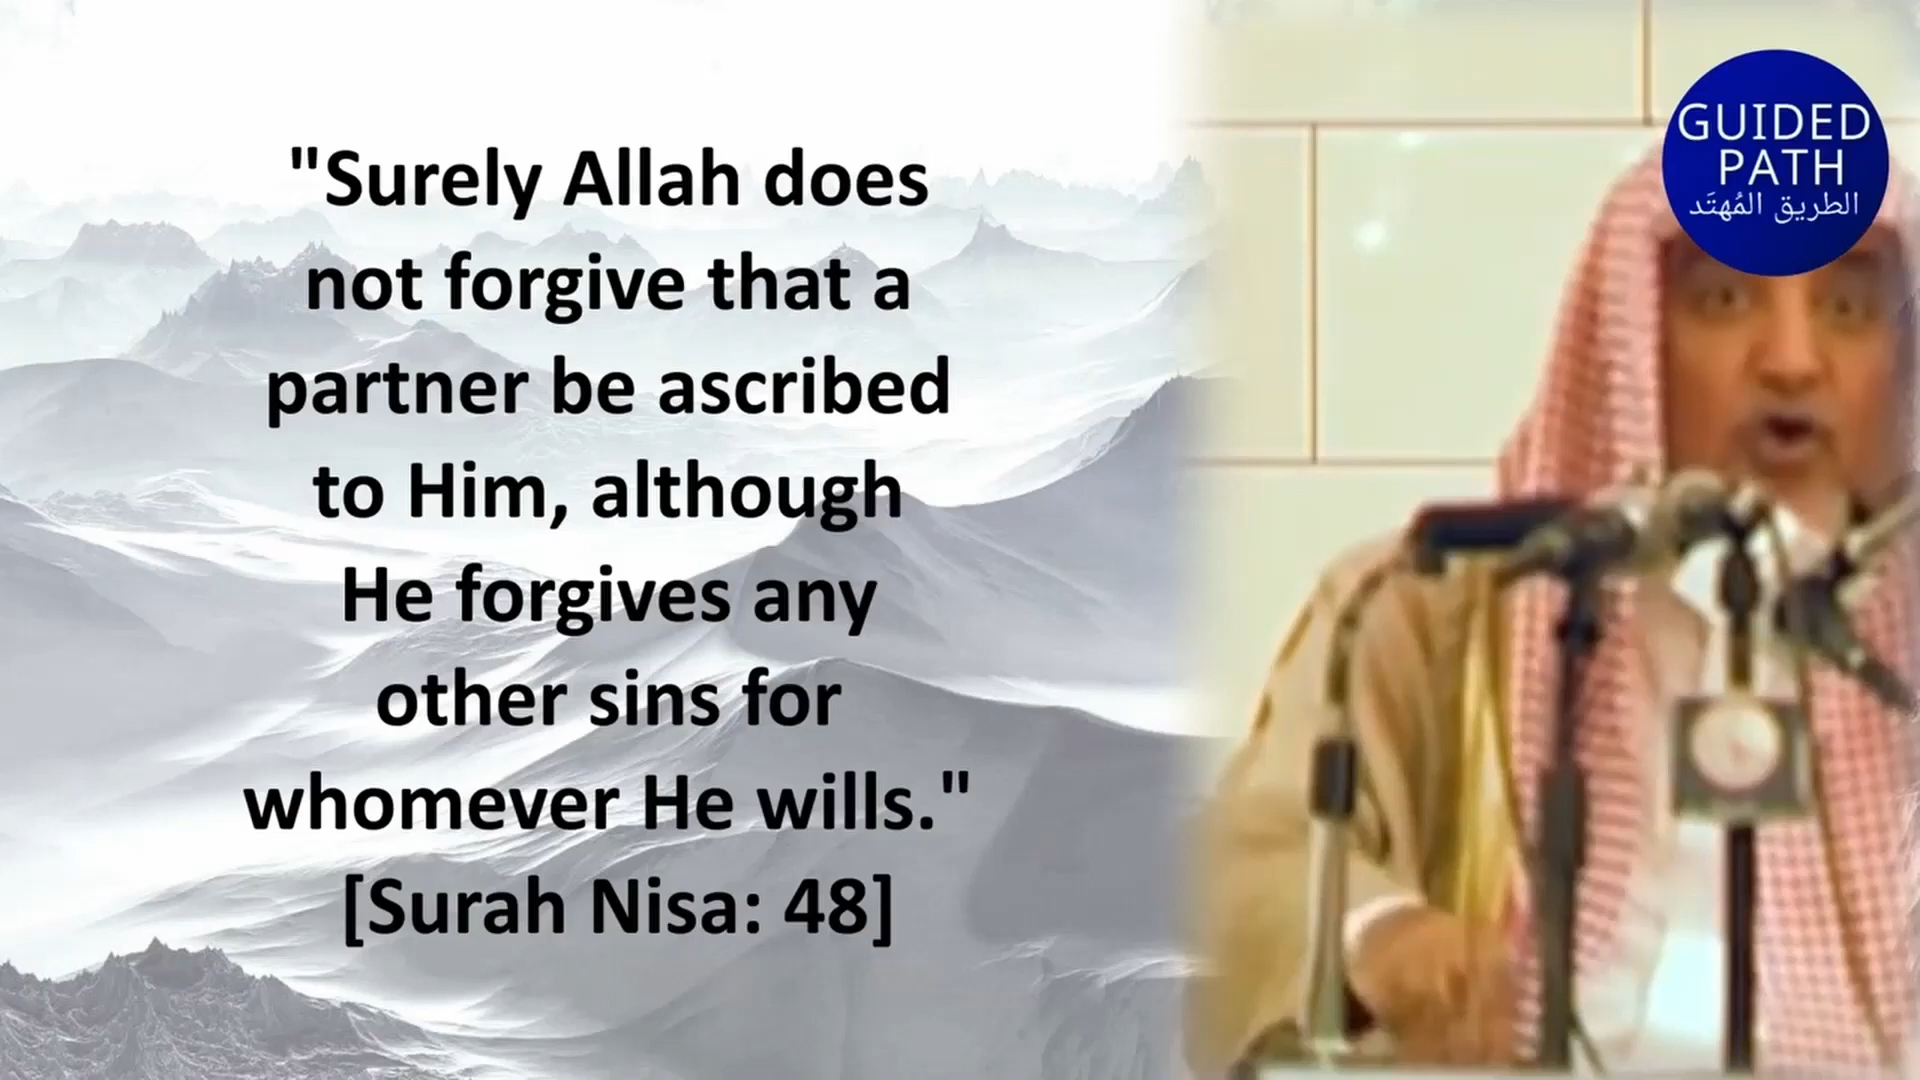 "Surely Allah does
not forgive that a
partner be ascribed
to Him, although
He forgives any
other sins for
whomever He wills."
[Surah Nisa: 48]
GUIDED
PATH
الطريق المُهتَد